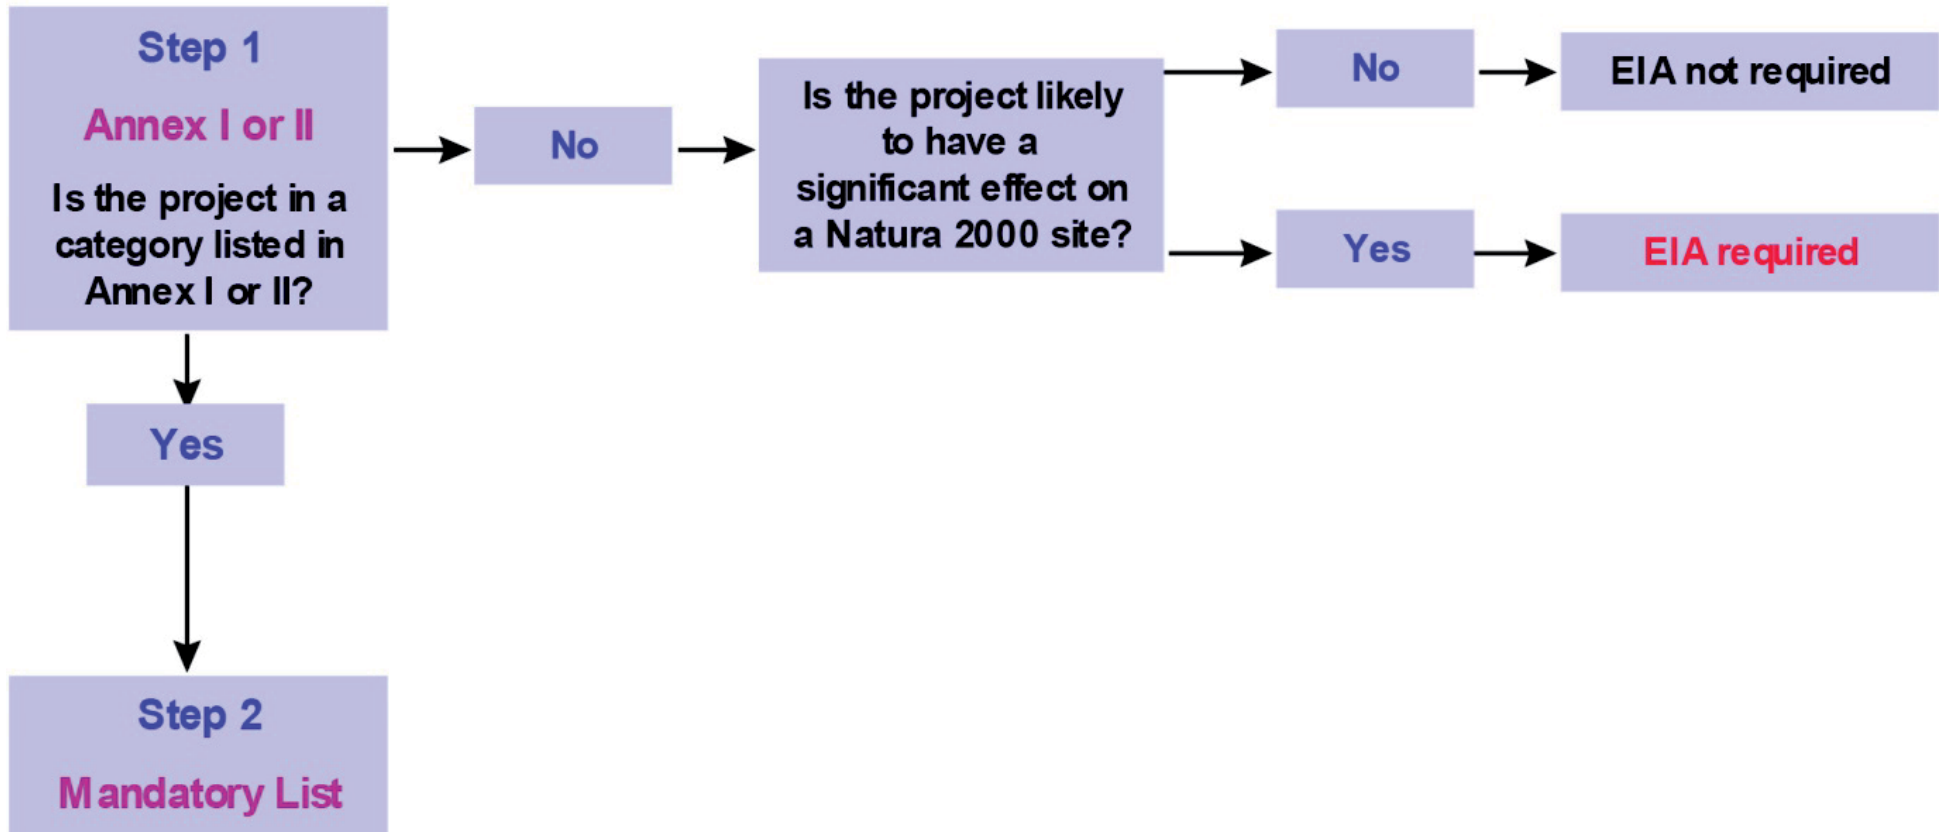 Step 1
Annex I or II
Is the project in a
category listed in
Annex I or II?
No
Is the project likely
to have a
significant effect on
a Natura 2000 site?
No
EIA not required
Yes
EIA required
Yes
Step 2
Mandatory List